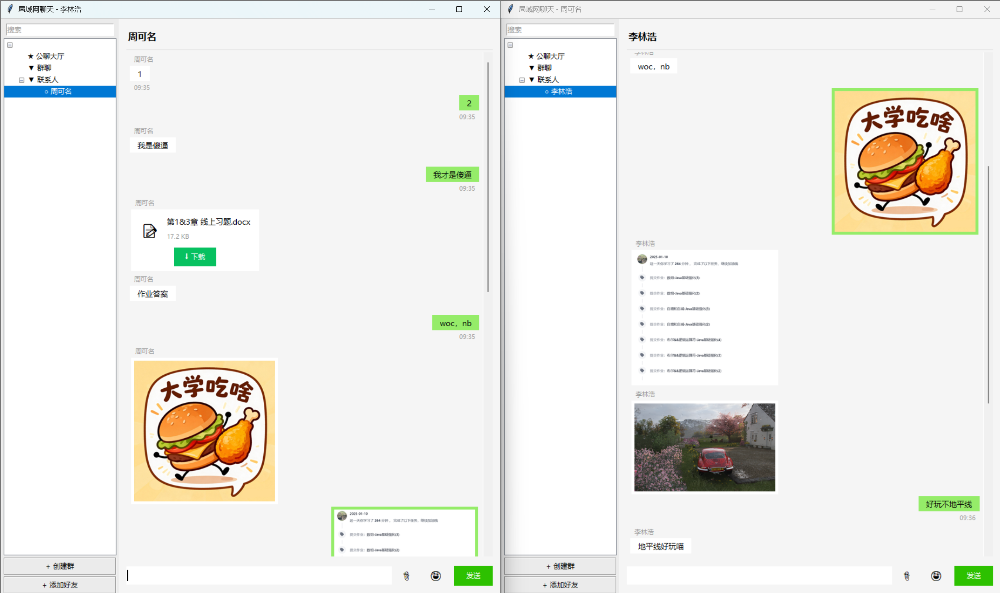 局域网聊天 - 李林浩
搜索
★ 公聊大厅
▼ 群聊
▼ 联系人
○ 周可名
+ 创建群
+ 添加好友
周可名
周可名
1
09:35
2
09:35
周可名
我是傻逼
我才是傻逼
09:35
周可名
第1&3章 线上习题.docx
17.2 KB
⬇ 下载
周可名
作业答案
woc，nb
09:35
周可名
大学吃啥
2025-01-10
这一天你学习了 264 分钟 ， 完成了以下任务，继续加油哦
提交作业：数组-Java基础强化(3)
提交作业：数组-Java基础强化(2)
发送
局域网聊天 - 周可名
搜索
★ 公聊大厅
▼ 群聊
▼ 联系人
○ 李林浩
+ 创建群
+ 添加好友
李林浩
李林浩
woc，nb
大学吃啥
李林浩
2025-01-10
这一天你学习了 264 分钟 ， 完成了以下任务，继续加油哦
提交作业：数组-Java基础强化(3)
提交作业：数组-Java基础强化(2)
提交作业：自增和自减-Java基础强化(3)
提交作业：自增和自减-Java基础强化(2)
提交作业：布尔&&逻辑运算符-Java基础强化(4)
提交作业：布尔&&逻辑运算符-Java基础强化(3)
提交作业：布尔&&逻辑运算符-Java基础强化(2)
李林浩
好玩不地平线
09:36
李林浩
地平线好玩喵
发送